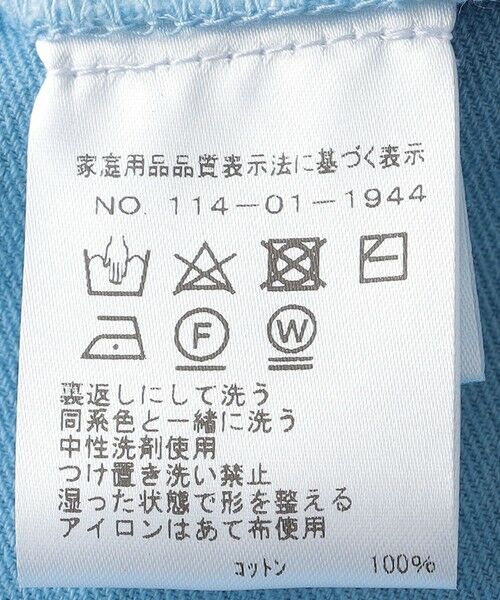 家庭用品品質表示法に基づく表示
NO. 114-01-1944
F W
裏返しにして洗う
同系色と一緒に洗う
中性洗剤使用
つけ置き洗い禁止
湿った状態で形を整える
アイロンはあて布使用
コットン 100%